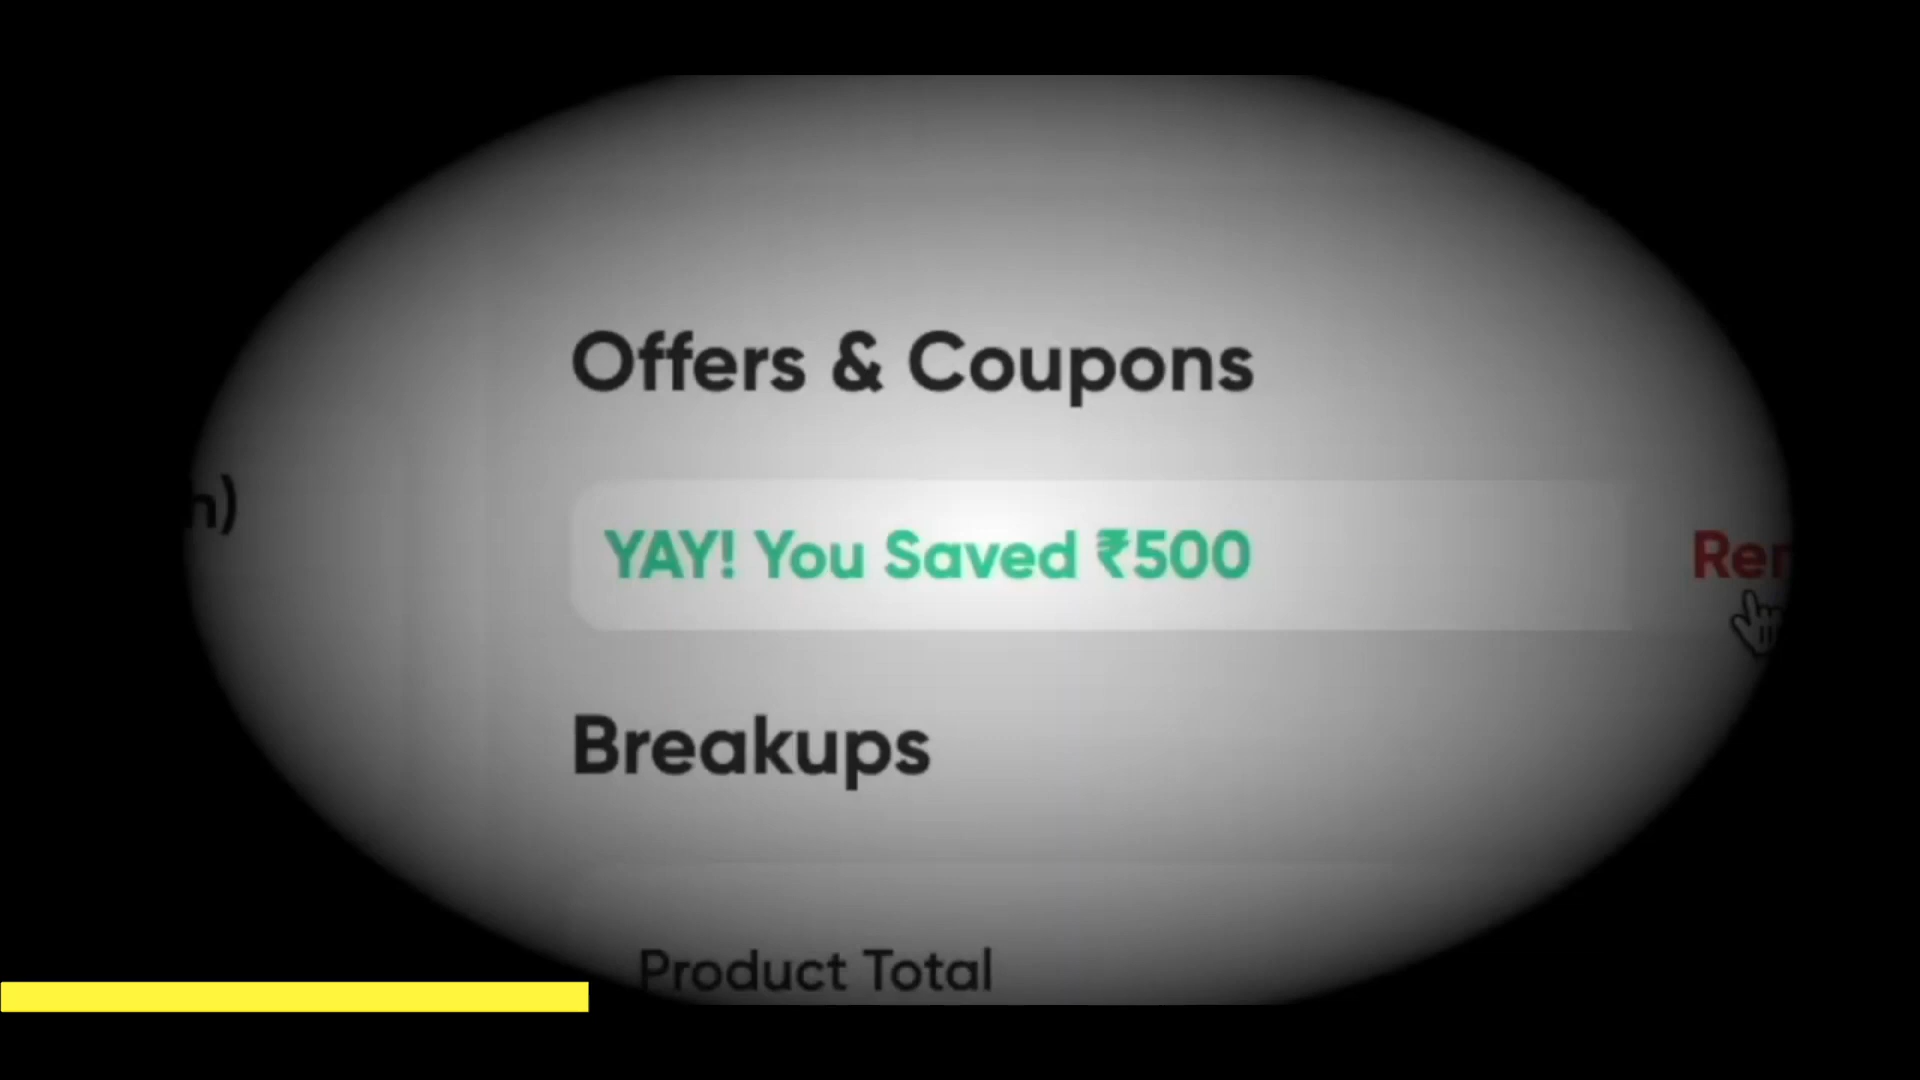 Offers & Coupons
n)
YAY! You Saved ₹500
Breakups
Product Total